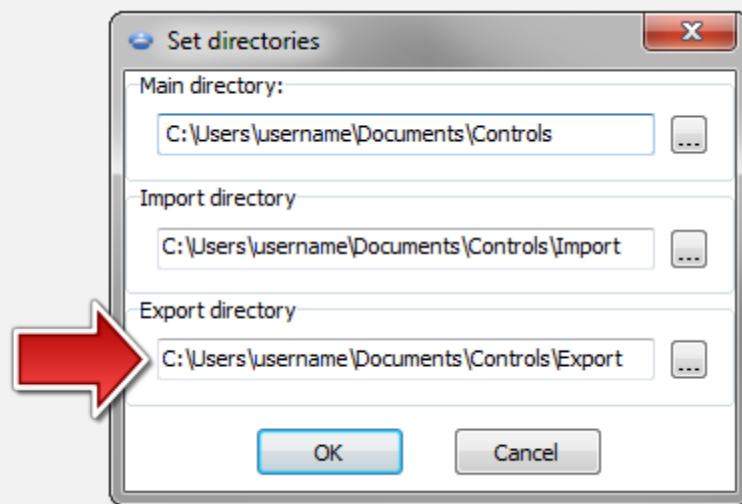 Set directories
Main directory:
C:\Users\username\Documents\Controls
...
Import directory
C:\Users\username\Documents\Controls\Import
...
Export directory
C:\Users\username\Documents\Controls\Export
...
OK
Cancel